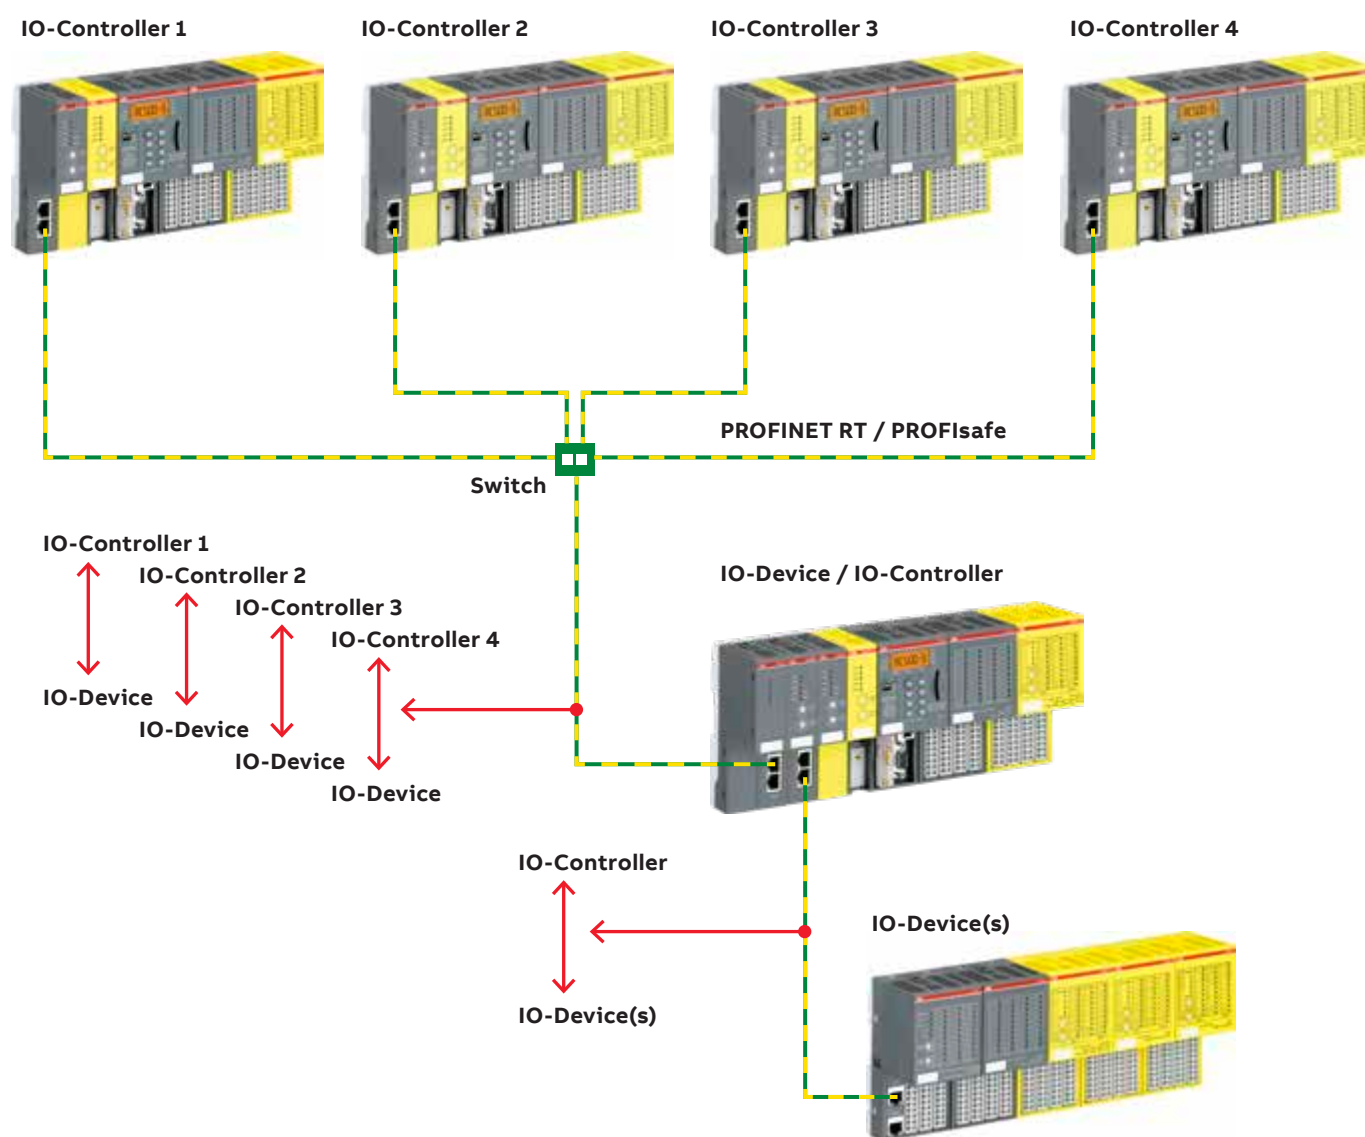 IO-Controller 1
IO-Controller 2
IO-Controller 3
IO-Controller 4
PROFINET RT / PROFIsafe
Switch
IO-Controller 1
IO-Controller 2
IO-Controller 3
IO-Controller 4
IO-Device
IO-Device
IO-Device
IO-Device
IO-Device / IO-Controller
IO-Controller
IO-Device(s)
IO-Device(s)